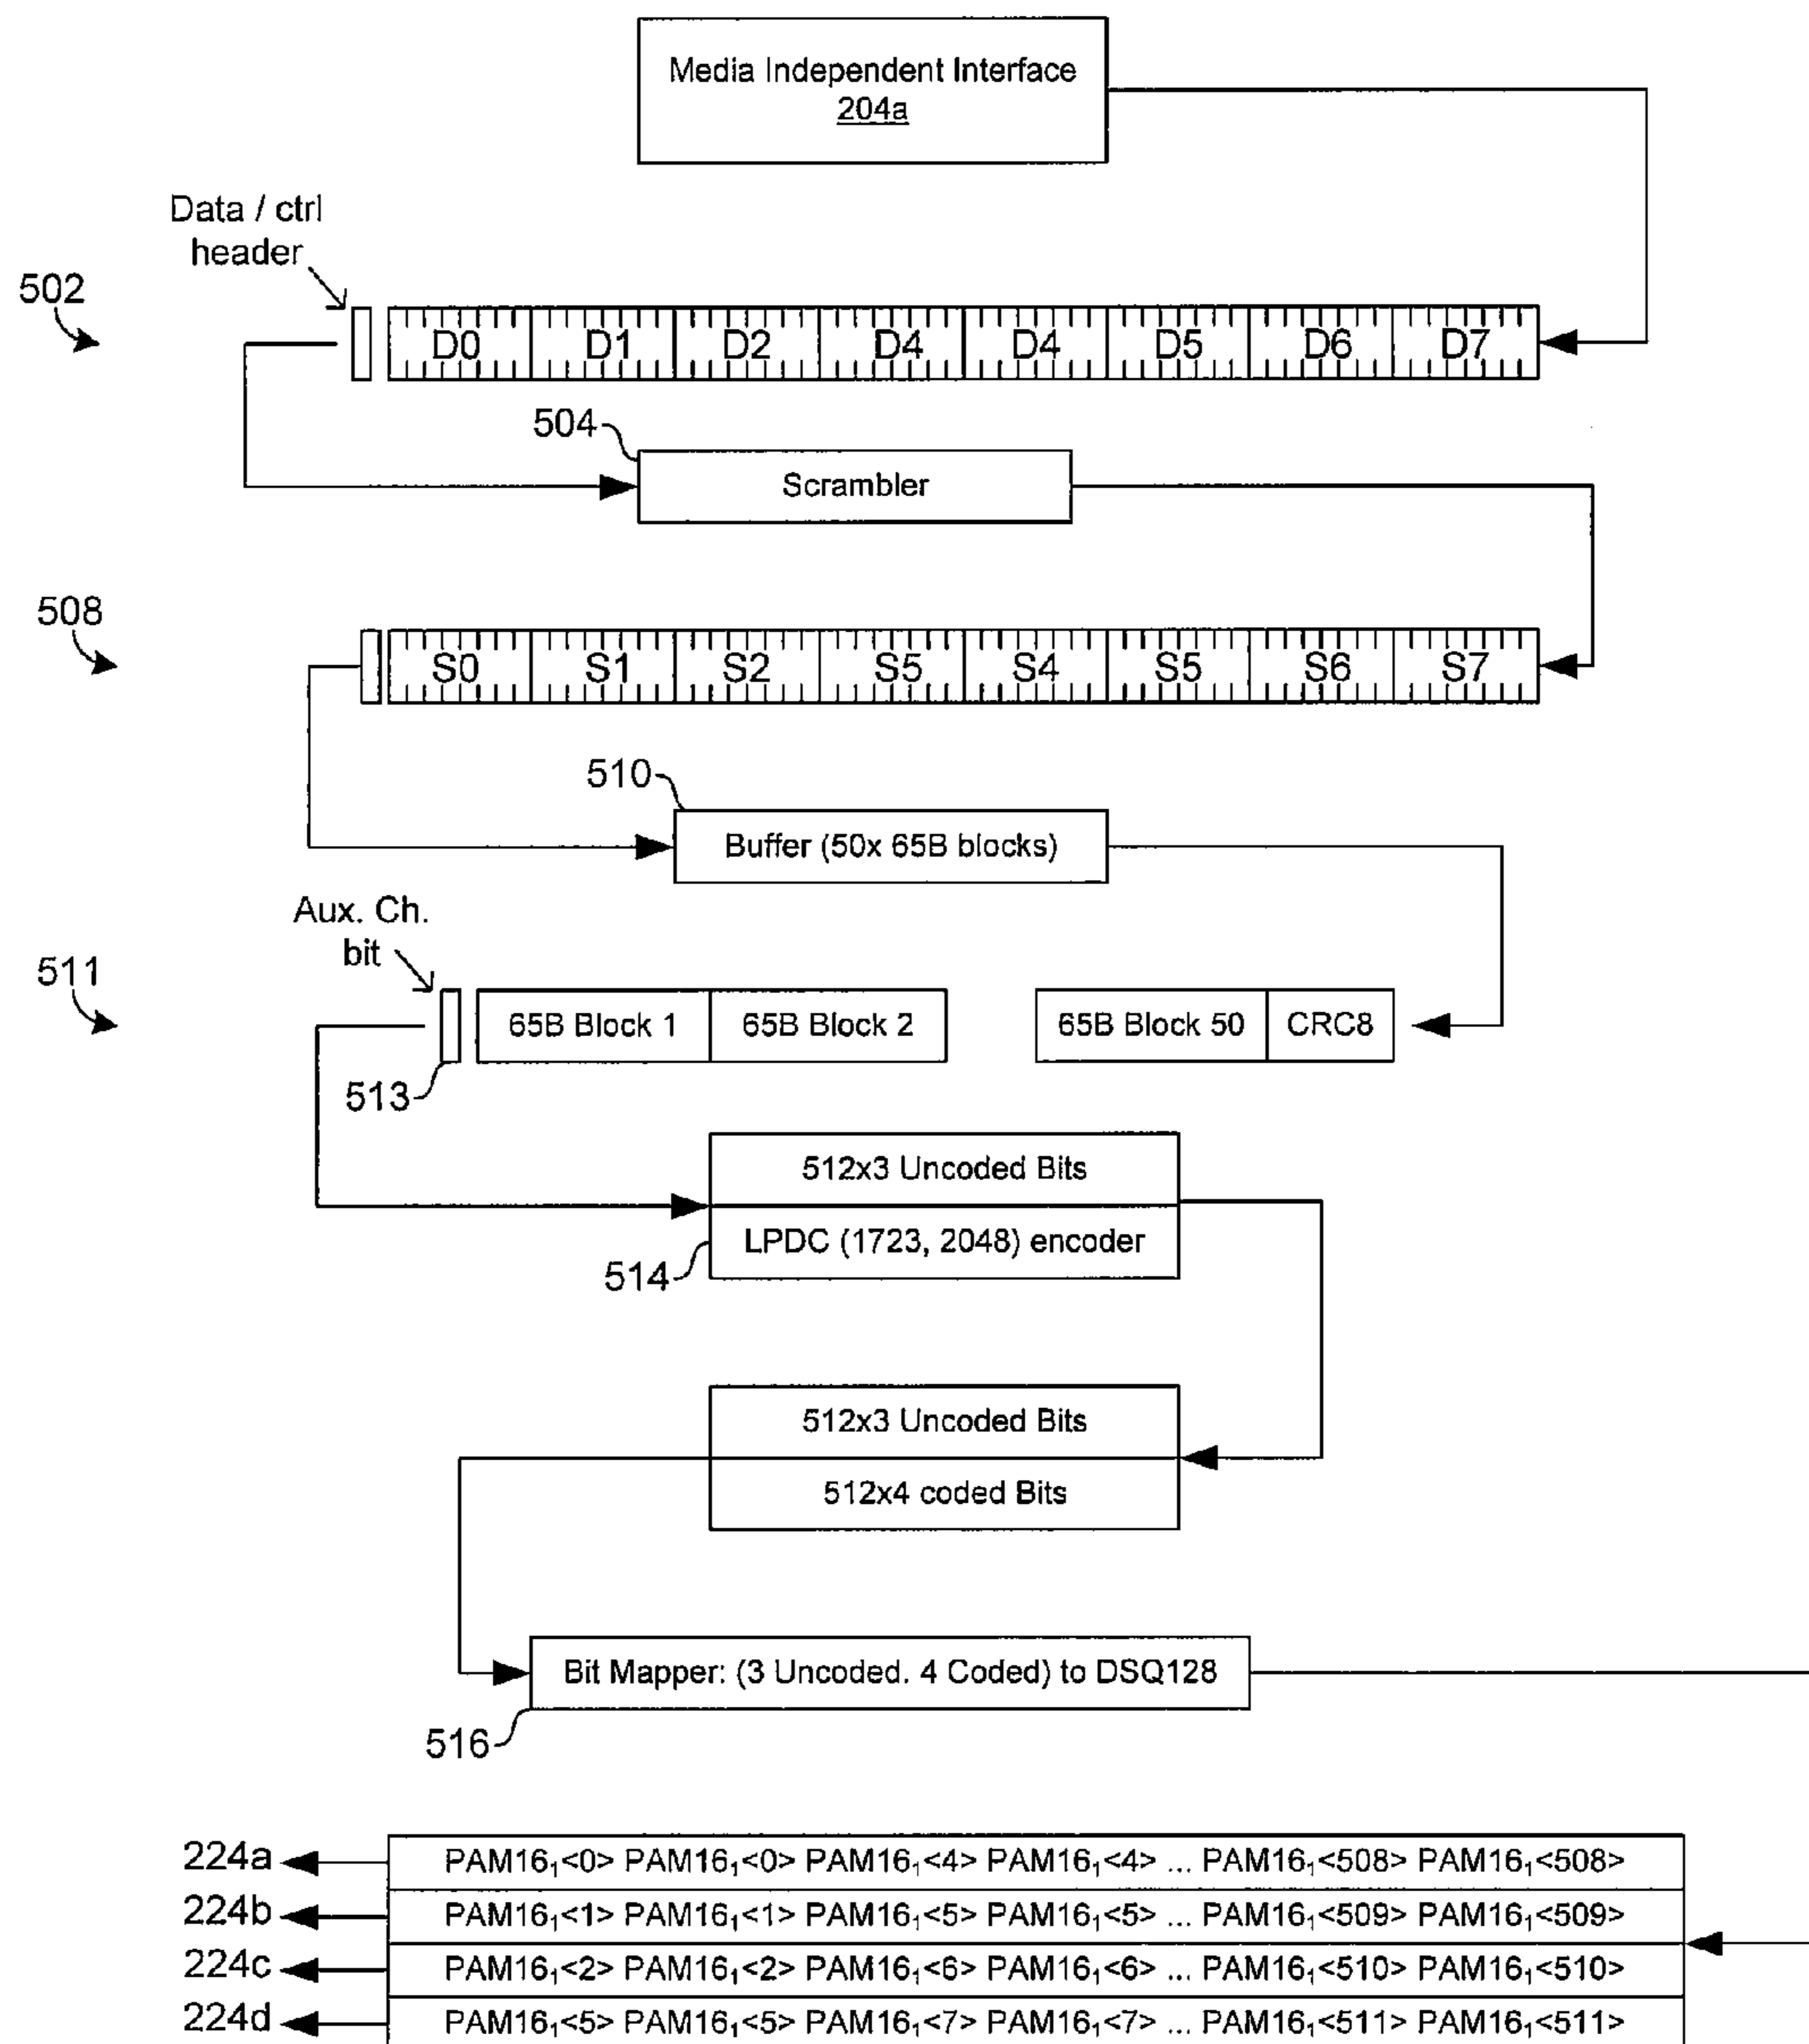 Media Independent Interface
204a
Data / ctrl
header
502
D0 D1 D2 D4 D4 D5 D6 D7
504
Scrambler
508
S0 S1 S2 S5 S4 S5 S6 S7
510
Buffer (50x 65B blocks)
Aux. Ch.
bit
511
65B Block 1 65B Block 2 65B Block 50 CRC8
513
512x3 Uncoded Bits
LPDC (1723, 2048) encoder
514
512x3 Uncoded Bits
512x4 coded Bits
Bit Mapper: (3 Uncoded. 4 Coded) to DSQ128
516
224a PAM16₁<0> PAM16₁<0> PAM16₁<4> PAM16₁<4> ... PAM16₁<508> PAM16₁<508>
224b PAM16₁<1> PAM16₁<1> PAM16₁<5> PAM16₁<5> ... PAM16₁<509> PAM16₁<509>
224c PAM16₁<2> PAM16₁<2> PAM16₁<6> PAM16₁<6> ... PAM16₁<510> PAM16₁<510>
224d PAM16₁<5> PAM16₁<5> PAM16₁<7> PAM16₁<7> ... PAM16₁<511> PAM16₁<511>